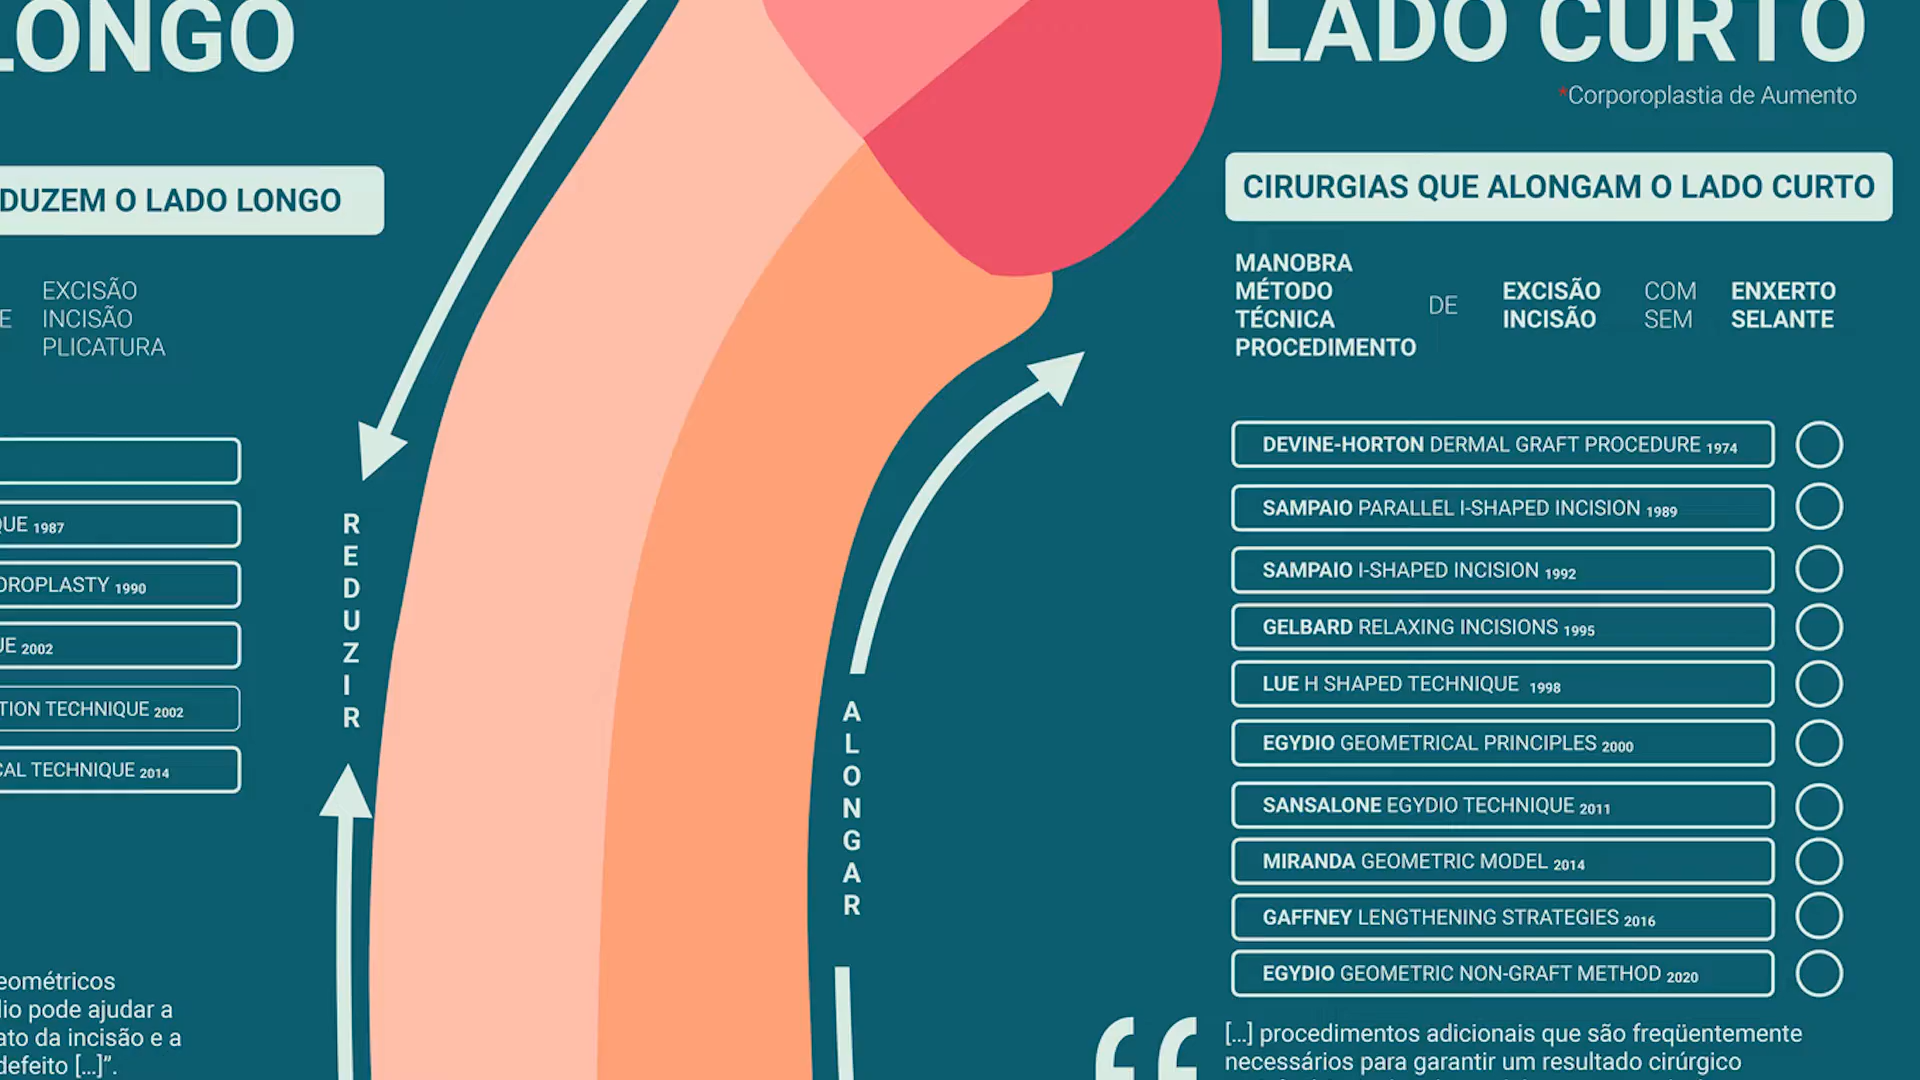 LONGO
DUZEM O LADO LONGO
E
EXCISÃO
INCISÃO
PLICATURA
QUE 1987
OROPLASTY 1990
UE 2002
TION TECHNIQUE 2002
CAL TECHNIQUE 2014
eométricos
dio pode ajudar a
ato da incisão e a
defeito [...]”.
REDUZIR
ALONGAR
LADO CURTO
*Corporoplastia de Aumento
CIRURGIAS QUE ALONGAM O LADO CURTO
MANOBRA
MÉTODO
TÉCNICA
PROCEDIMENTO
DE
EXCISÃO
INCISÃO
COM
SEM
ENXERTO
SELANTE
DEVINE-HORTON DERMAL GRAFT PROCEDURE 1974
SAMPAIO PARALLEL I-SHAPED INCISION 1989
SAMPAIO I-SHAPED INCISION 1992
GELBARD RELAXING INCISIONS 1995
LUE H SHAPED TECHNIQUE 1998
EGYDIO GEOMETRICAL PRINCIPLES 2000
SANSALONE EGYDIO TECHNIQUE 2011
MIRANDA GEOMETRIC MODEL 2014
GAFFNEY LENGTHENING STRATEGIES 2016
EGYDIO GEOMETRIC NON-GRAFT METHOD 2020
“ [...] procedimentos adicionais que são freqüentemente
necessários para garantir um resultado cirúrgico